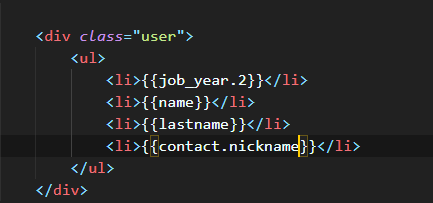 <div class="user">
<ul>
<li>{{job_year.2}}</li>
<li>{{name}}</li>
<li>{{lastname}}</li>
<li>{{contact.nickname}}</li>
</ul>
</div>